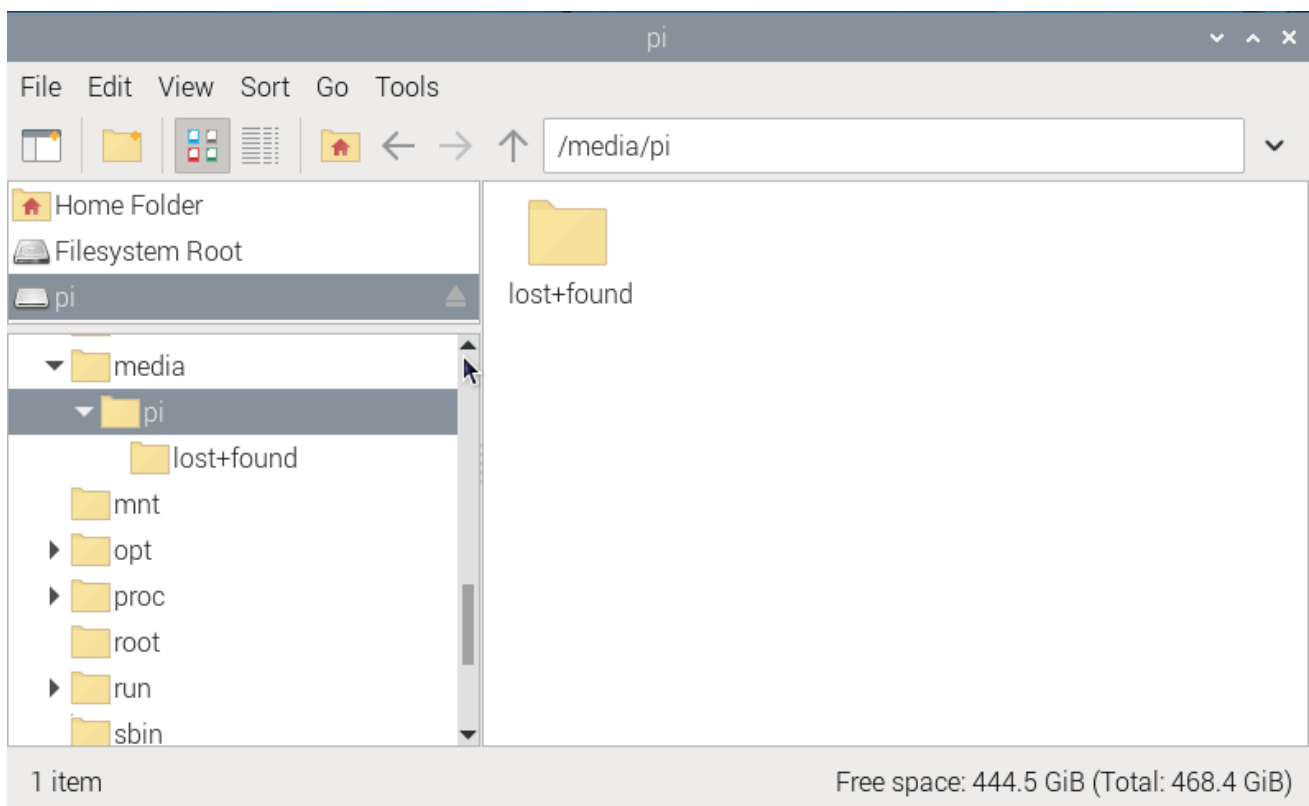 pi
File Edit View Sort Go Tools
/media/pi
Home Folder
Filesystem Root
pi
lost+found
media
pi
lost+found
mnt
opt
proc
root
run
sbin
1 item
Free space: 444.5 GiB (Total: 468.4 GiB)